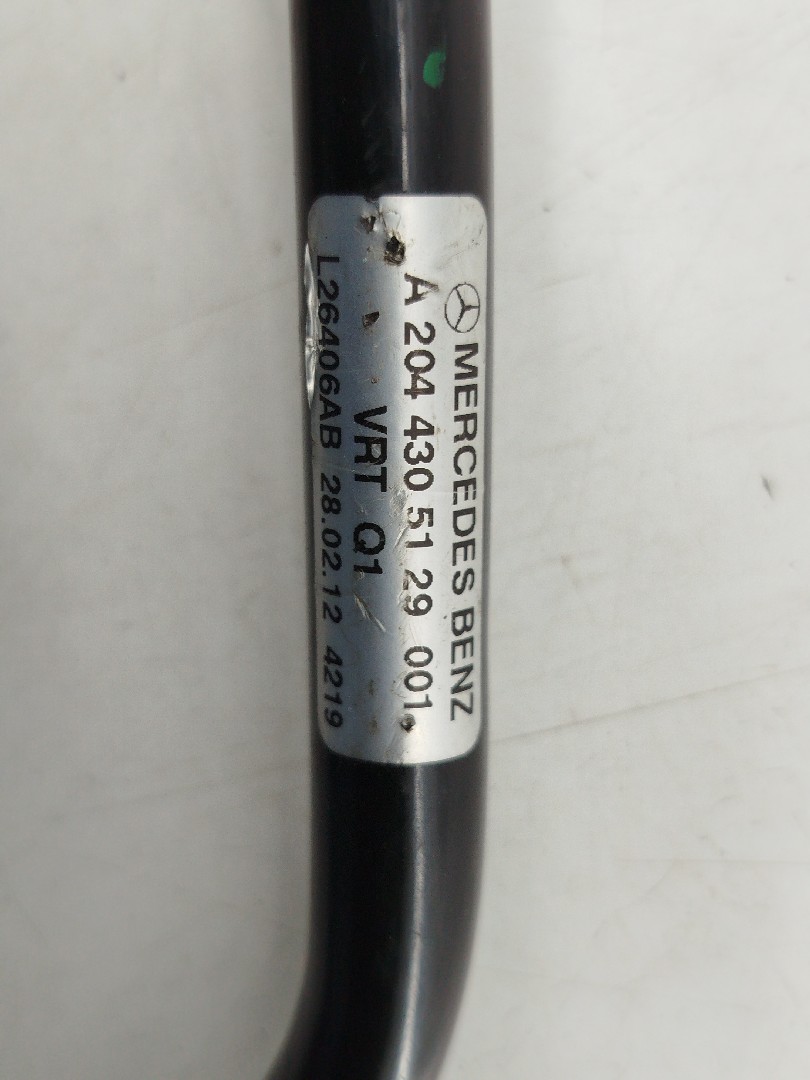 MERCEDES BENZ
A 204 430 51 29 001
VRT Q1
L26406AB 28.02.12 4219